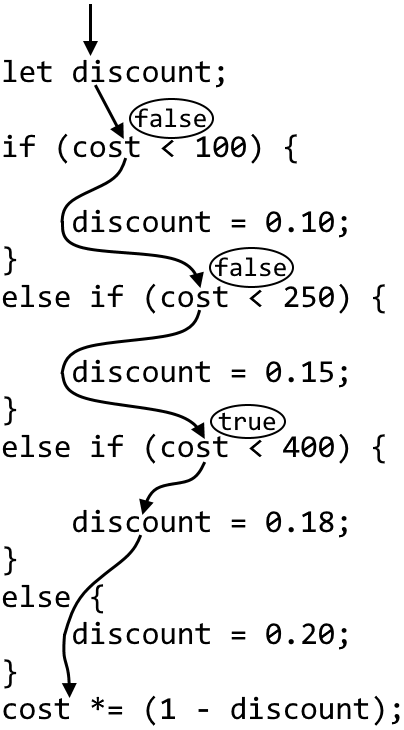 let discount;
false
if (cost < 100) {
discount = 0.10;
}
false
else if (cost < 250) {
discount = 0.15;
}
true
else if (cost < 400) {
discount = 0.18;
}
else {
discount = 0.20;
}
cost *= (1 - discount);